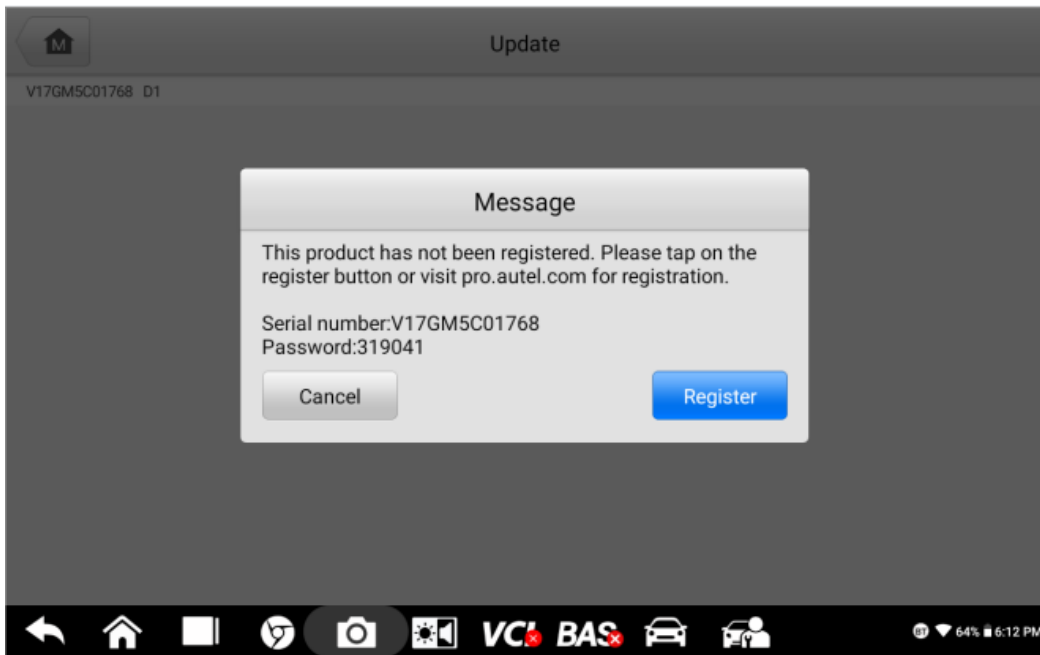 M
Update
V17GM5C01768 D1
Message
This product has not been registered. Please tap on the
register button or visit pro.autel.com for registration.
Serial number:V17GM5C01768
Password:319041
Cancel
Register
VCI BAS BT 64% 6:12 PM